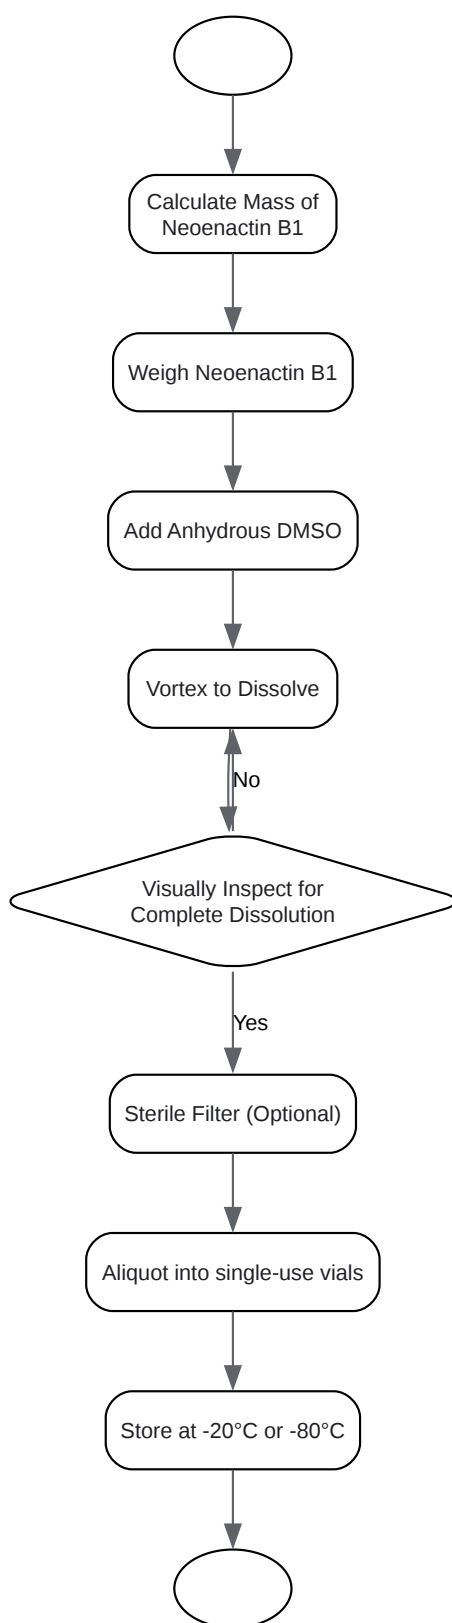 Calculate Mass of
Neoenactin B1
Weigh Neoenactin B1
Add Anhydrous DMSO
Vortex to Dissolve
No
Visually Inspect for
Complete Dissolution
Yes
Sterile Filter (Optional)
Aliquot into single-use vials
Store at -20°C or -80°C